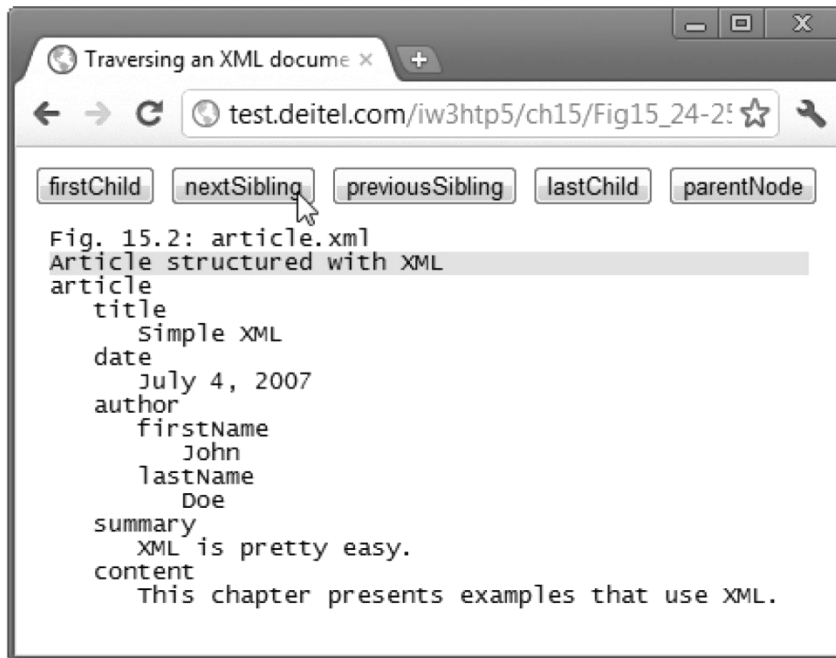 Traversing an XML docume
test.deitel.com/iw3htp5/ch15/Fig15_24-25
firstChild nextSibling previousSibling lastChild parentNode
Fig. 15.2: article.xml
Article structured with XML
article
title
Simple XML
date
July 4, 2007
author
firstName
John
lastName
Doe
summary
XML is pretty easy.
content
This chapter presents examples that use XML.